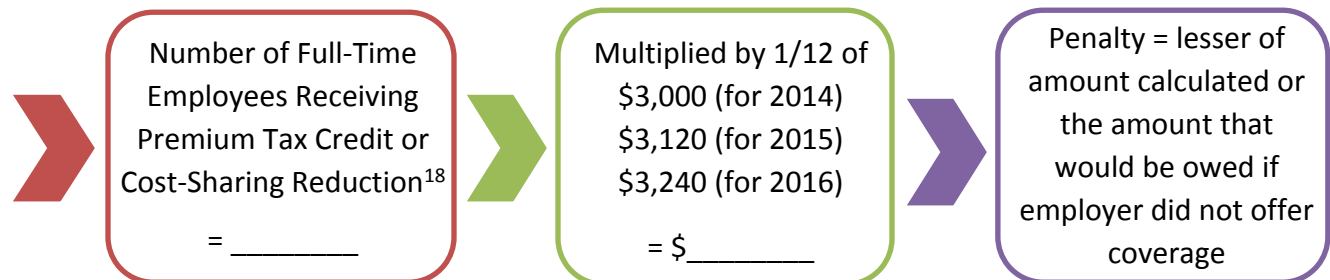 Number of Full-Time
Employees Receiving
Premium Tax Credit or
Cost-Sharing Reduction18
= ________
Multiplied by 1/12 of
$3,000 (for 2014)
$3,120 (for 2015)
$3,240 (for 2016)
= $________
Penalty = lesser of
amount calculated or
the amount that
would be owed if
employer did not offer
coverage